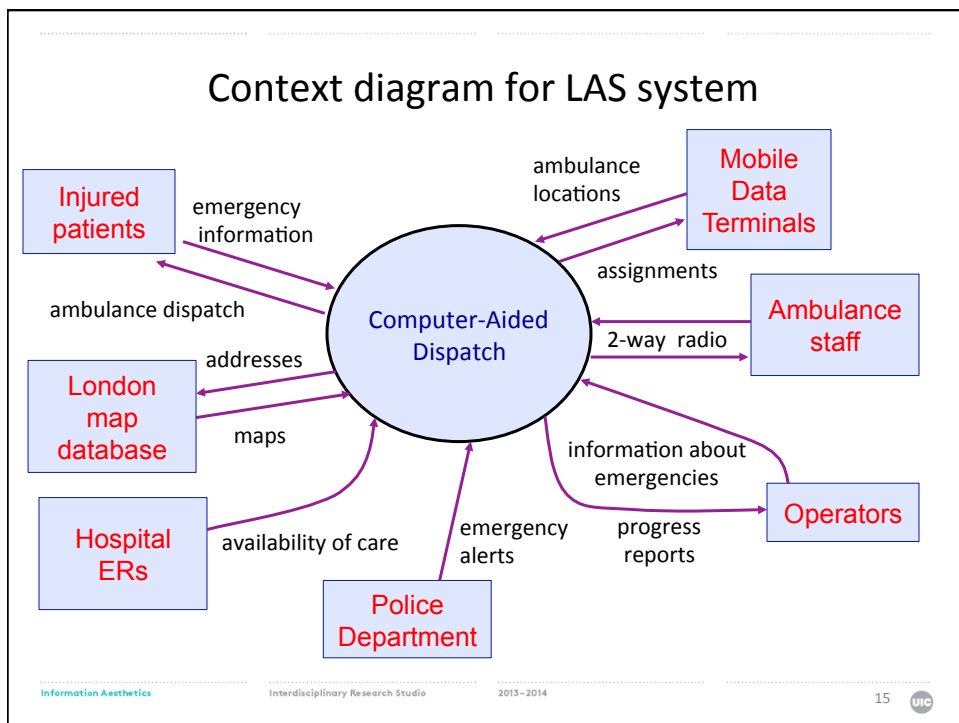 Context diagram for LAS system
Injured
patients
emergency
information
ambulance dispatch
ambulance
locations
Mobile
Data
Terminals
assignments
Computer-Aided
Dispatch
Ambulance
staff
2-way radio
addresses
London
map
database
maps
information about
emergencies
Operators
progress
reports
Hospital
ERs
availability of care
emergency
alerts
Police
Department
Information Aesthetics
Interdisciplinary Research Studio
2013–2014
15
UIC